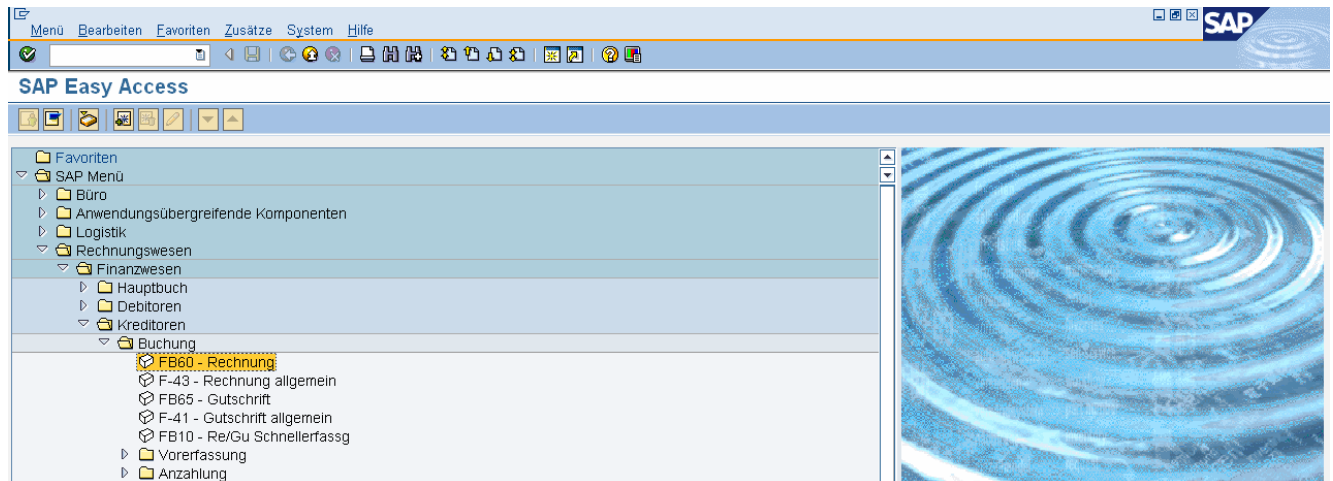 Menü Bearbeiten Favoriten Zusätze System Hilfe
SAP
SAP Easy Access
Favoriten
SAP Menü
Büro
Anwendungsübergreifende Komponenten
Logistik
Rechnungswesen
Finanzwesen
Hauptbuch
Debitoren
Kreditoren
Buchung
FB60 - Rechnung
F-43 - Rechnung allgemein
FB65 - Gutschrift
F-41 - Gutschrift allgemein
FB10 - Re/Gu Schnellerfassg
Vorerfassung
Anzahlung